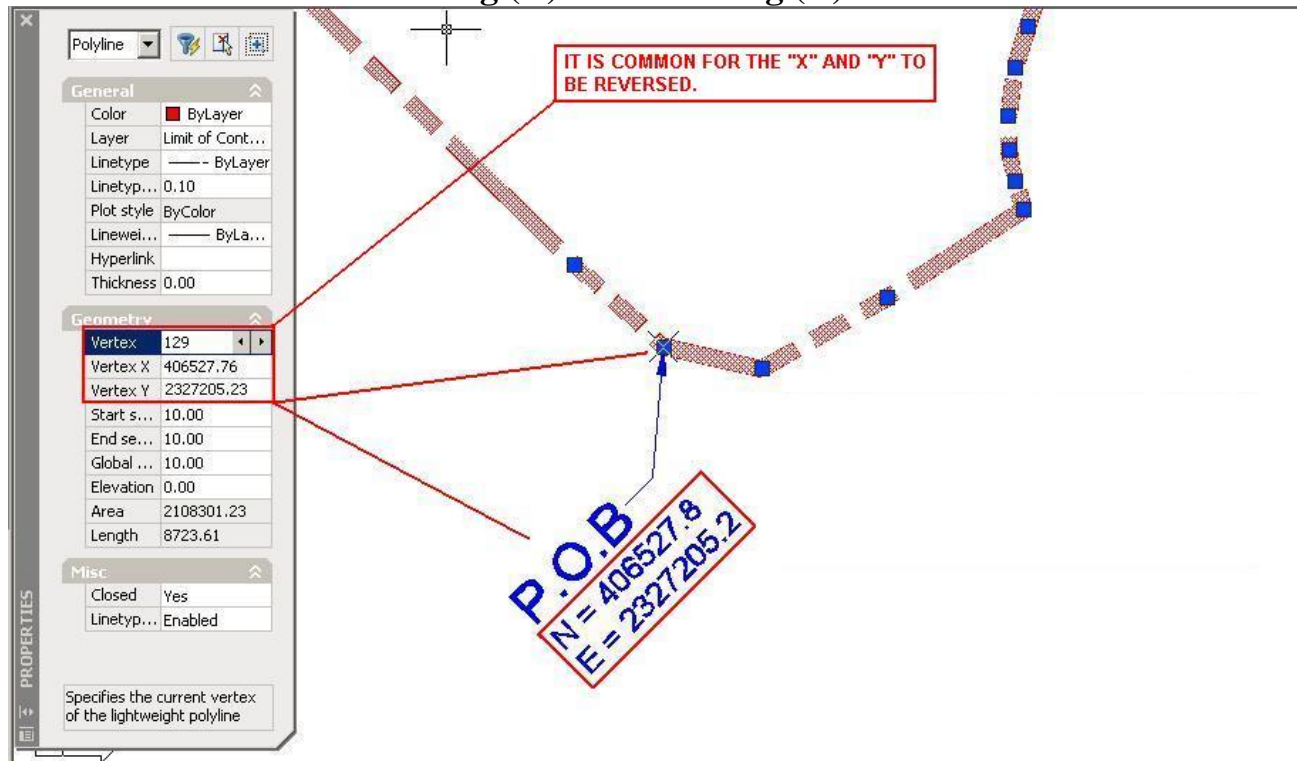 Polyline
IT IS COMMON FOR THE "X" AND "Y" TO
BE REVERSED.
General
Color ByLayer
Layer Limit of Cont...
Linetype ByLayer
Linetyp... 0.10
Plot style ByColor
Linewei... ByLa...
Hyperlink
Thickness 0.00
Geometry
Vertex 129
Vertex X 406527.76
Vertex Y 2327205.23
Start s... 10.00
End se... 10.00
Global ... 10.00
Elevation 0.00
Area 2108301.23
Length 8723.61
Misc
Closed Yes
Linetyp... Enabled
PROPERTIES
Specifies the current vertex
of the lightweight polyline
P.O.B
N = 406527.8
E = 2327205.2